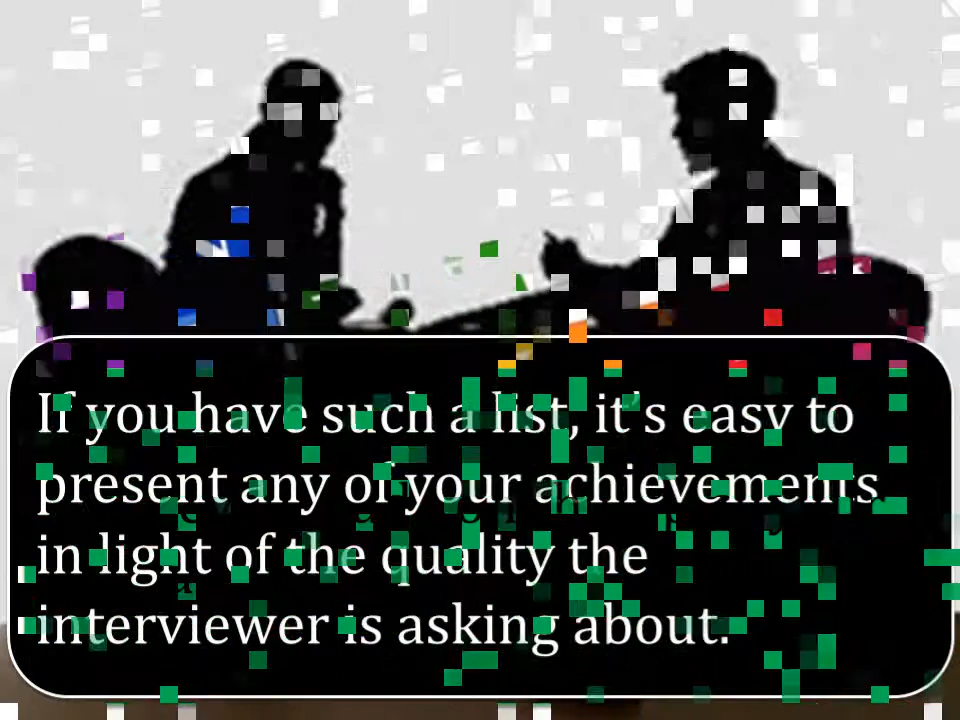 If you have such a list, it's easy to
present any of your achievements
in light of the quality the
interviewer is asking about.